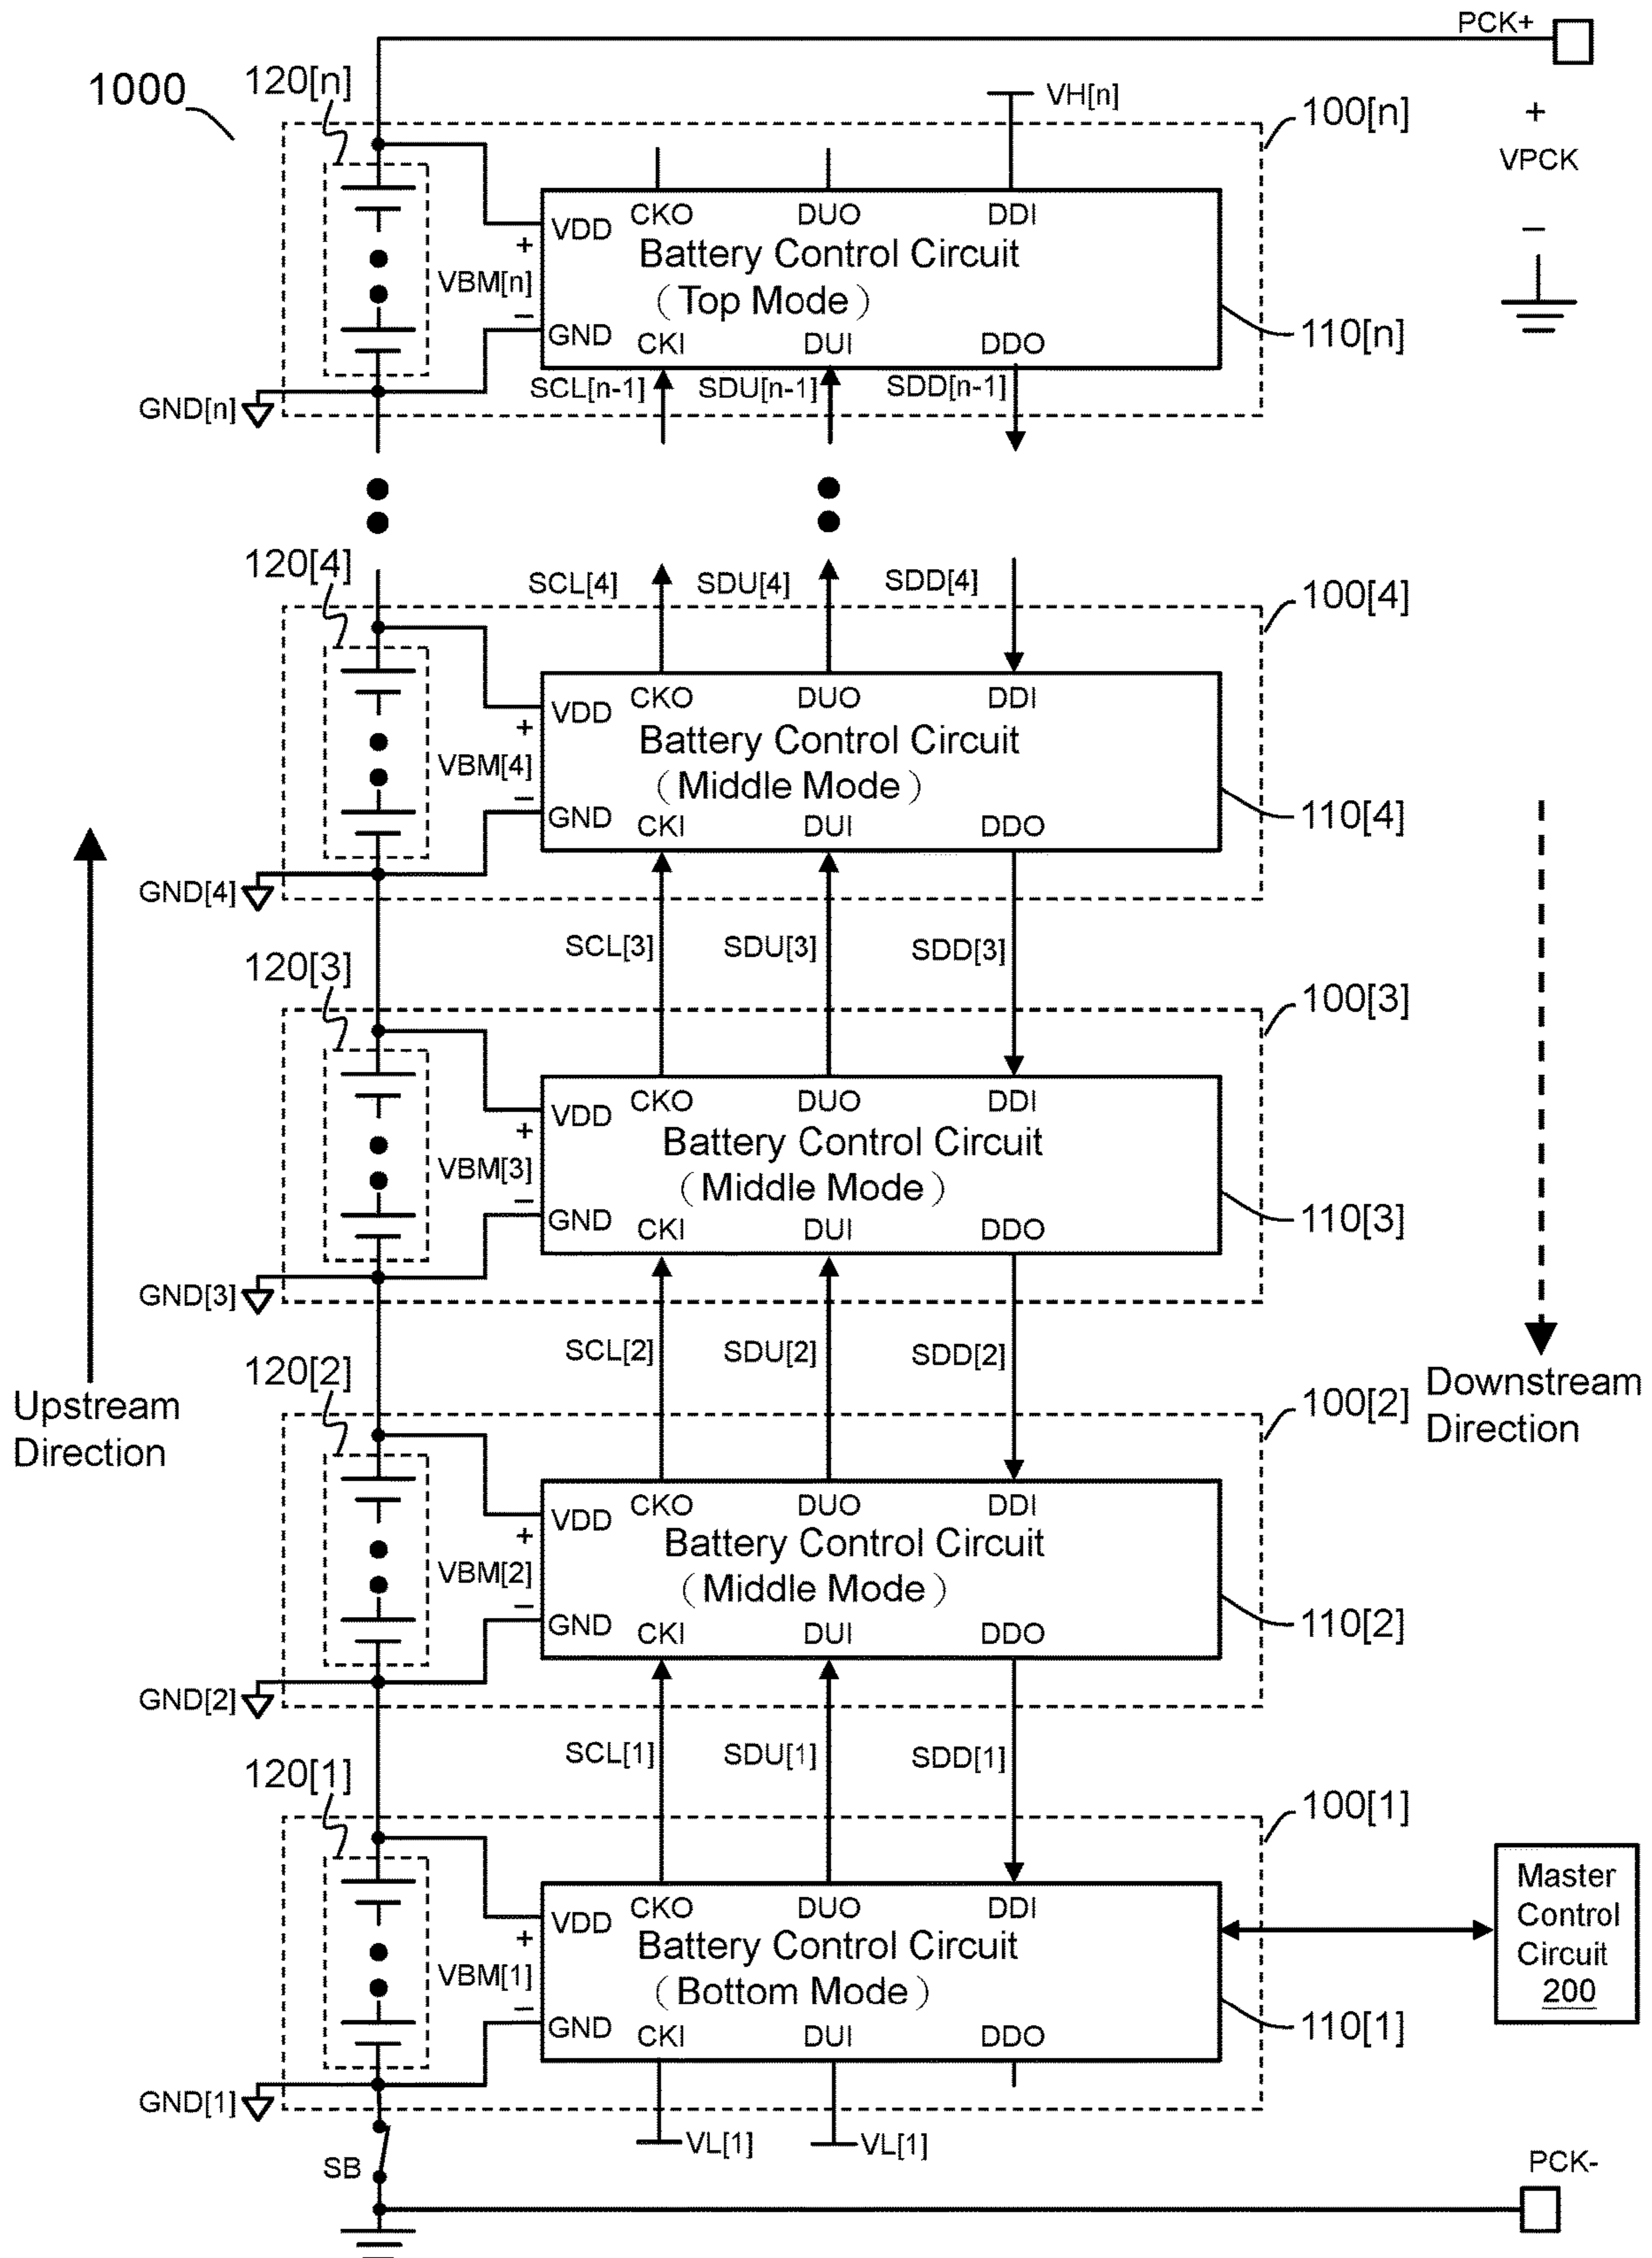 PCK+
1000
120[n]
VH[n]
100[n]
+
VPCK
−
VDD
CKO
DUO
DDI
+
VBM[n]
−
Battery Control Circuit
(Top Mode)
GND
CKI
DUI
DDO
110[n]
GND[n]
SCL[n-1]
SDU[n-1]
SDD[n-1]
120[4]
SCL[4]
SDU[4]
SDD[4]
100[4]
VDD
CKO
DUO
DDI
+
VBM[4]
−
Battery Control Circuit
(Middle Mode)
GND
CKI
DUI
DDO
110[4]
GND[4]
SCL[3]
SDU[3]
SDD[3]
120[3]
100[3]
VDD
CKO
DUO
DDI
+
VBM[3]
−
Battery Control Circuit
(Middle Mode)
GND
CKI
DUI
DDO
110[3]
GND[3]
SCL[2]
SDU[2]
SDD[2]
120[2]
Upstream
Direction
Downstream
Direction
100[2]
VDD
CKO
DUO
DDI
+
VBM[2]
−
Battery Control Circuit
(Middle Mode)
GND
CKI
DUI
DDO
110[2]
GND[2]
SCL[1]
SDU[1]
SDD[1]
120[1]
100[1]
VDD
CKO
DUO
DDI
+
VBM[1]
−
Battery Control Circuit
(Bottom Mode)
GND
CKI
DUI
DDO
110[1]
Master
Control
Circuit
200
GND[1]
VL[1]
VL[1]
SB
PCK-